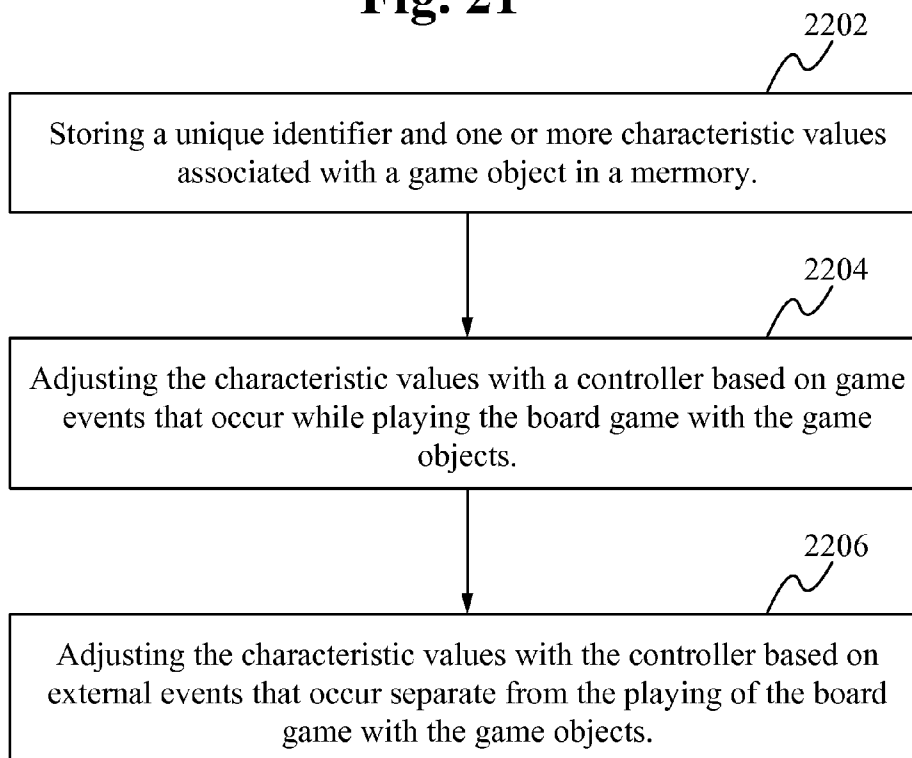 Fig. 21
2202
Storing a unique identifier and one or more characteristic values
associated with a game object in a mermory.
2204
Adjusting the characteristic values with a controller based on game
events that occur while playing the board game with the game
objects.
2206
Adjusting the characteristic values with the controller based on
external events that occur separate from the playing of the board
game with the game objects.